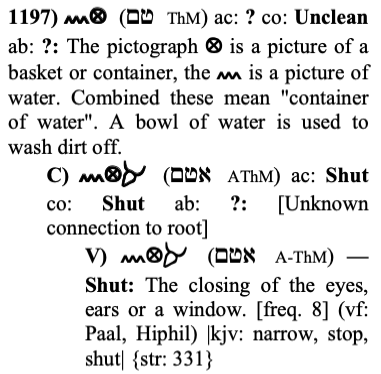 1197) (טם ThM) ac: ? co: Unclean
ab: ?: The pictograph ⊗ is a picture of a
basket or container, the is a picture of
water. Combined these mean "container
of water". A bowl of water is used to
wash dirt off.
C) (אטם AThM) ac: Shut
co: Shut ab: ?: [Unknown
connection to root]
V) (אטם A-ThM) —
Shut: The closing of the eyes,
ears or a window. [freq. 8] (vf:
Paal, Hiphil) |kjv: narrow, stop,
shut| {str: 331}